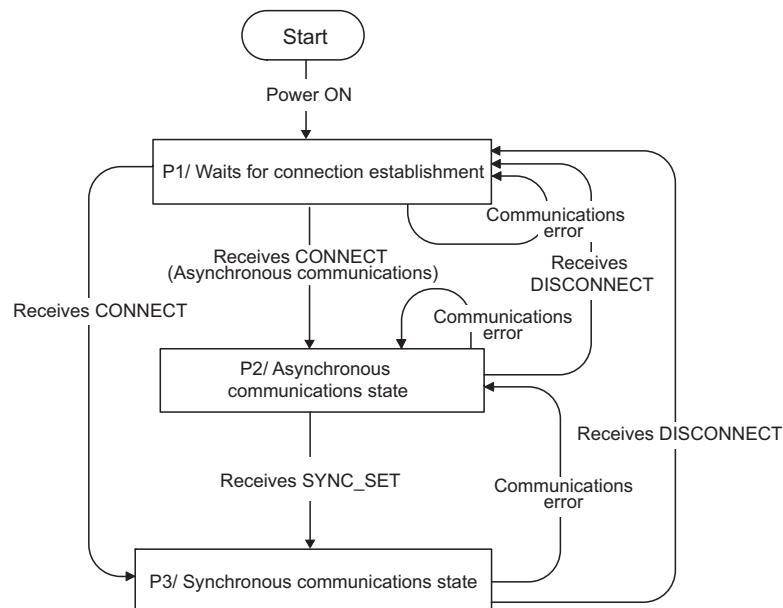 Start
Power ON
P1/ Waits for connection establishment
Communications
error
Receives CONNECT
(Asynchronous communications)
Receives
DISCONNECT
Receives CONNECT
Communications
error
P2/ Asynchronous
communications state
Receives DISCONNECT
Receives SYNC_SET
Communications
error
P3/ Synchronous communications state